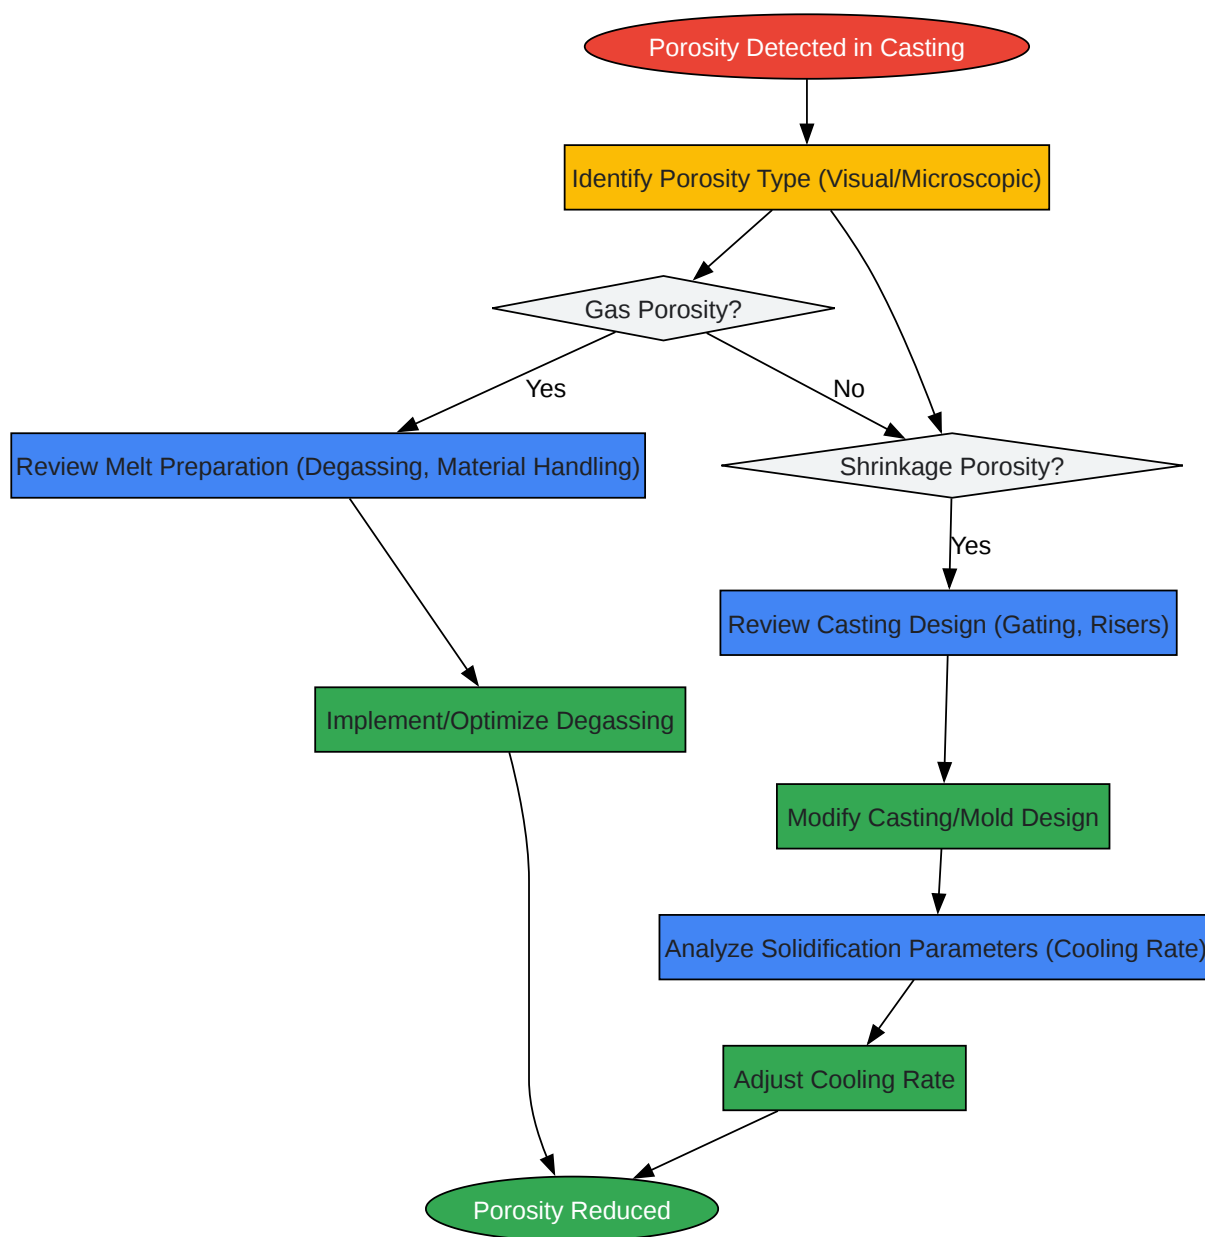 Porosity Detected in Casting
Identify Porosity Type (Visual/Microscopic)
Gas Porosity?
Yes
No
Review Melt Preparation (Degassing, Material Handling)
Shrinkage Porosity?
Yes
Review Casting Design (Gating, Risers)
Implement/Optimize Degassing
Modify Casting/Mold Design
Analyze Solidification Parameters (Cooling Rate)
Adjust Cooling Rate
Porosity Reduced